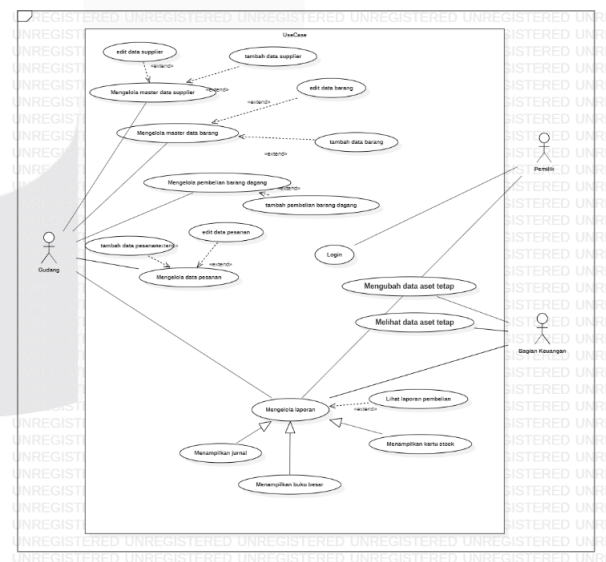 UseCase
edit data supplier
tambah data supplier
«extend»
Mengelola master data supplier
«extend»
edit data barang
«extend»
Mengelola master data barang
tambah data barang
«extend»
Mengelola pembelian barang dagang
«extend»
tambah pembelian barang dagang
edit data pesanan
tambah data pesanan
«extend»
«extend»
Mengelola data pesanan
Gudang
Pemilik
Login
Mengubah data aset tetap
Melihat data aset tetap
Bagian Keuangan
Lihat laporan pembelian
«extend»
Mengelola laporan
Menampilkan kartu stock
Menampilkan jurnal
Menampilkan buku besar
UNREGISTERED